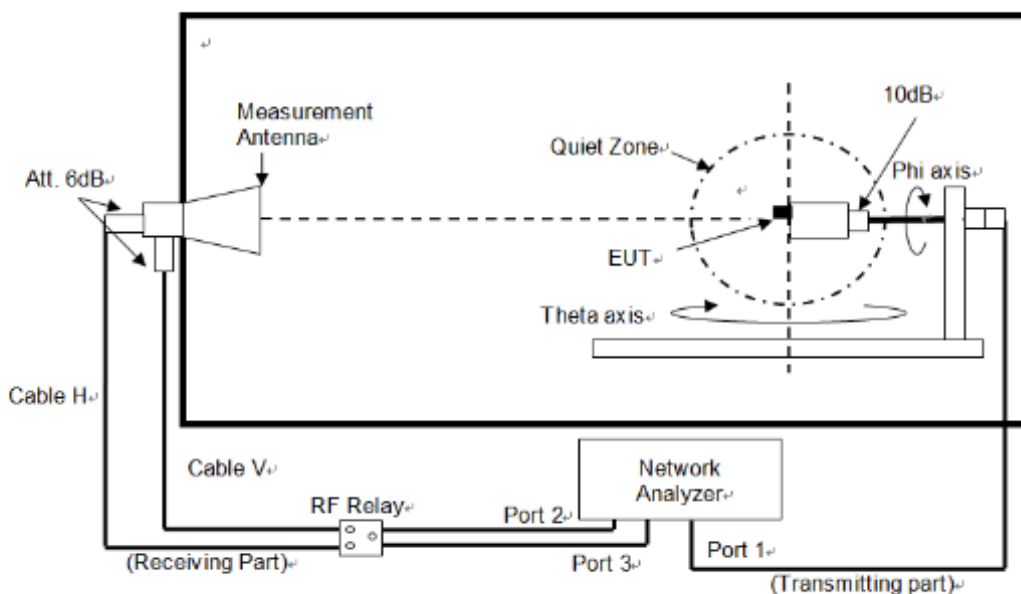 Measurement
Antenna
Att. 6dB
Quiet Zone
10dB
Phi axis
EUT
Theta axis
Cable H
Cable V
RF Relay
(Receiving Part)
Network
Analyzer
Port 2
Port 3
Port 1
(Transmitting part)